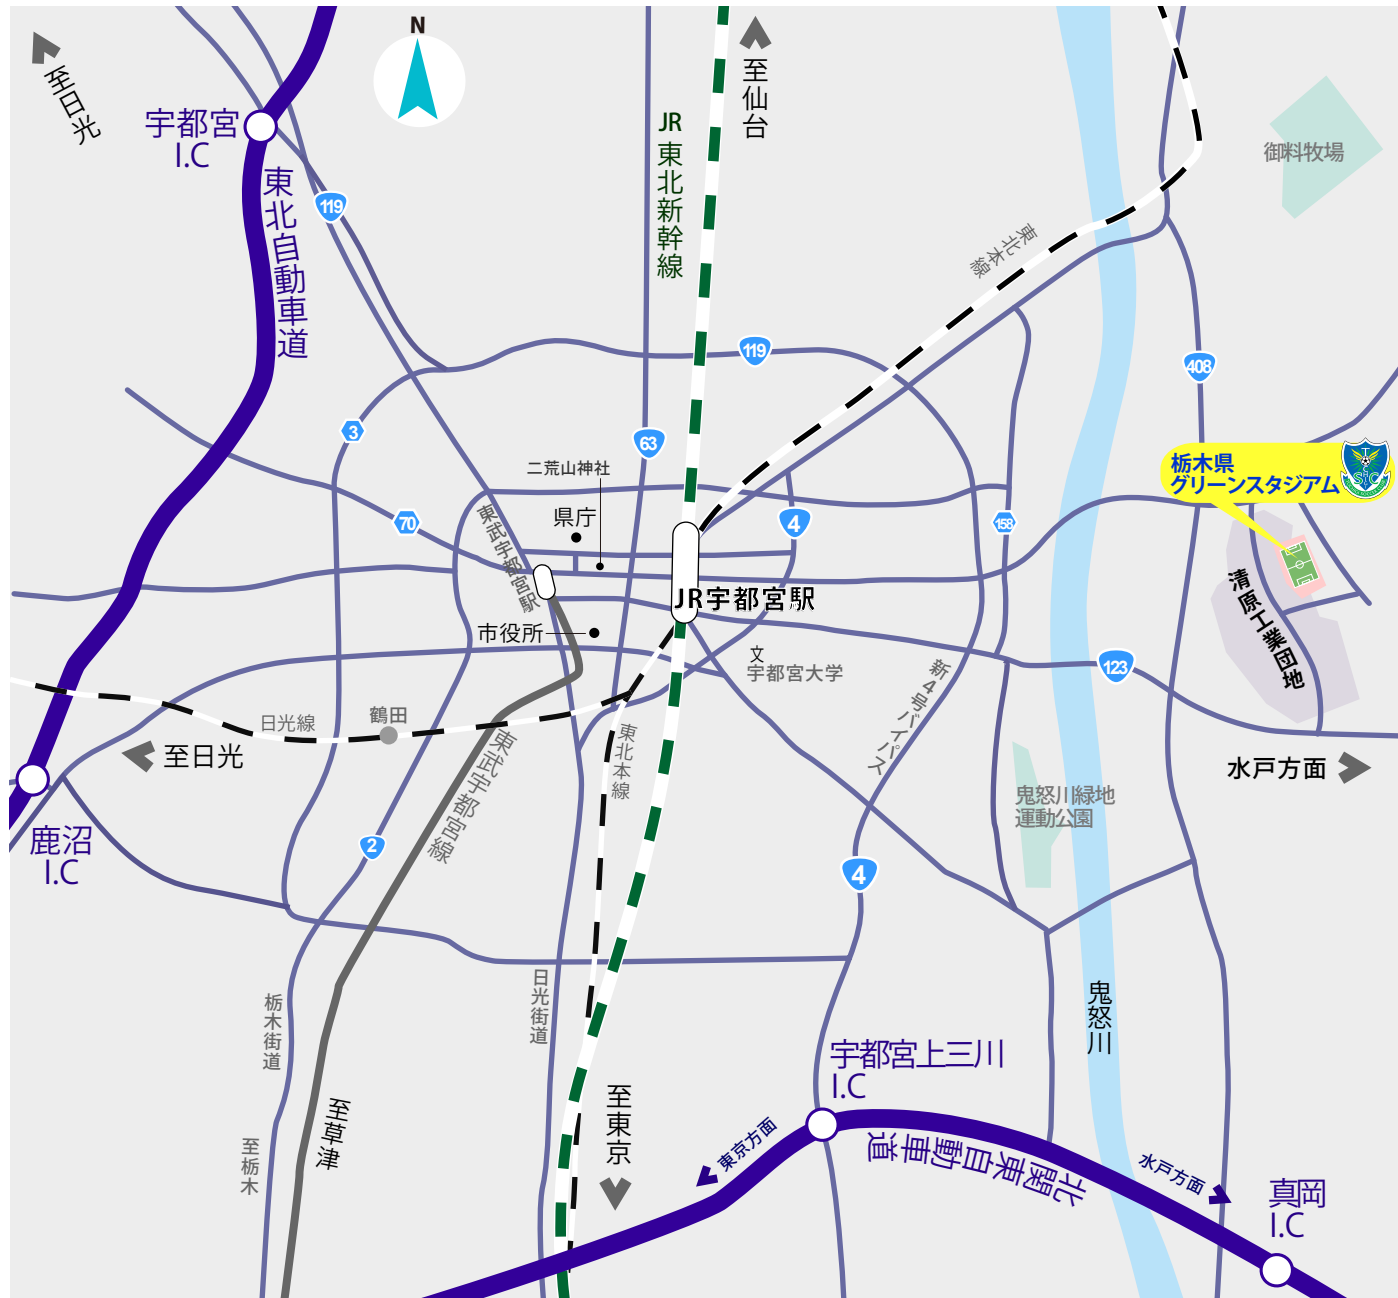 N
至日光
宇都宮
I.C
東北自動車道
119
JR
東北新幹線
至仙台
御料牧場
東北本線
119
408
3
63
栃木県
グリーンスタジアム
二荒山神社
県庁
70
4
158
東武宇都宮駅
JR宇都宮駅
市役所
清原工業団地
文
宇都宮大学
新4号バイパス
123
日光線
鶴田
至日光
東北本線
東武宇都宮線
水戸方面
鬼怒川緑地
運動公園
鹿沼
I.C
2
4
栃木街道
日光街道
鬼怒川
宇都宮上三川
I.C
至草津
至東京
至栃木
東京方面
北関東自動車道
水戸方面
真岡
I.C